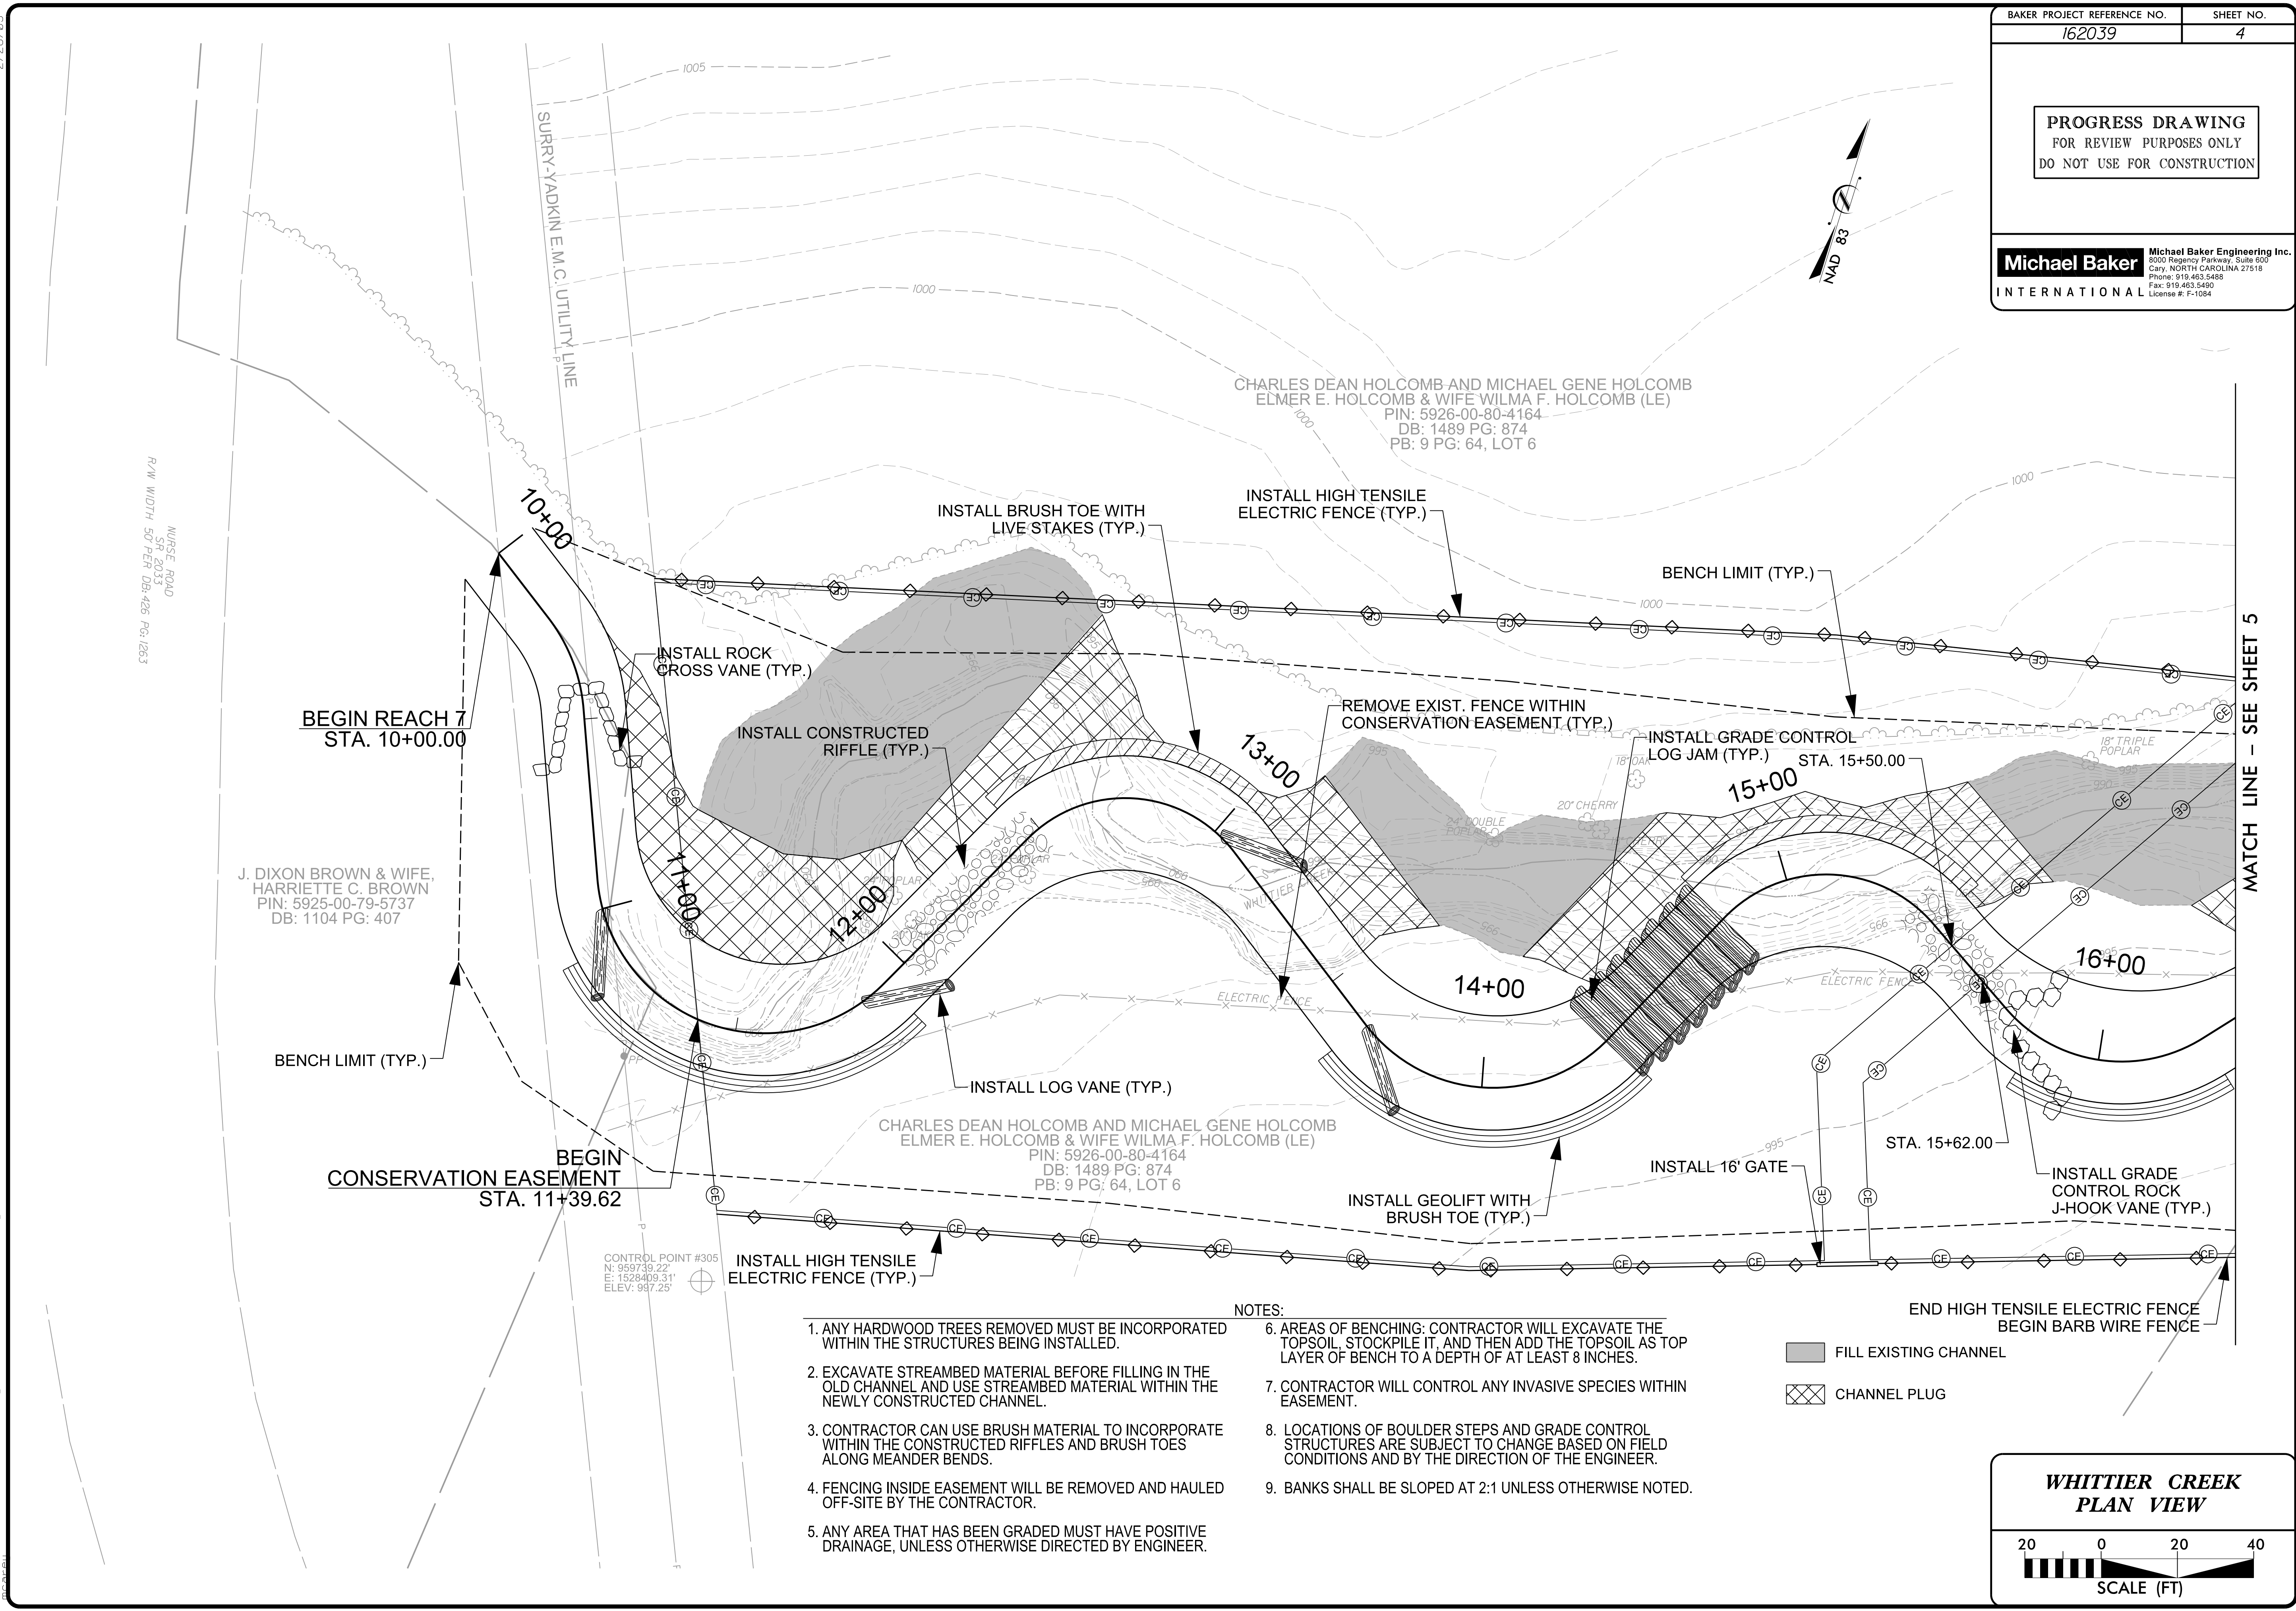 BAKER PROJECT REFERENCE NO.
SHEET NO.
162039
4
PROGRESS DRAWING
FOR REVIEW PURPOSES ONLY
DO NOT USE FOR CONSTRUCTION
Michael Baker
INTERNATIONAL
Michael Baker Engineering Inc.
8000 Regency Parkway, Suite 600
Cary, NORTH CAROLINA 27518
Phone: 919.463.5488
Fax: 919.463.5490
License #: F-1084
NAD 83
1005
SURRY-YADKIN E.M.C. UTILITY LINE
1000
CHARLES DEAN HOLCOMB AND MICHAEL GENE HOLCOMB
ELMER E. HOLCOMB & WIFE WILMA F. HOLCOMB (LE)
PIN: 5926-00-80-4164
DB: 1489 PG: 874
PB: 9 PG: 64, LOT 6
1000
1000
1000
NURSE ROAD
SR 2033
R/W WIDTH 50' PER DB:426 PG:1263
10+00
INSTALL BRUSH TOE WITH
LIVE STAKES (TYP.)
INSTALL HIGH TENSILE
ELECTRIC FENCE (TYP.)
BENCH LIMIT (TYP.)
INSTALL ROCK
CROSS VANE (TYP.)
BEGIN REACH 7
STA. 10+00.00
INSTALL CONSTRUCTED
RIFFLE (TYP.)
REMOVE EXIST. FENCE WITHIN
CONSERVATION EASEMENT (TYP.)
INSTALL GRADE CONTROL
LOG JAM (TYP.)
STA. 15+50.00
18" TRIPLE
POPLAR
18" OAK
20" CHERRY
24" DOUBLE
POPLAR
13+00
15+00
11+00
12+00
14+00
16+00
WHITTIER CREEK
ELECTRIC FENCE
ELECTRIC FENCE
995
990
995
MATCH LINE – SEE SHEET 5
J. DIXON BROWN & WIFE,
HARRIETTE C. BROWN
PIN: 5925-00-79-5737
DB: 1104 PG: 407
BENCH LIMIT (TYP.)
PP
INSTALL LOG VANE (TYP.)
CHARLES DEAN HOLCOMB AND MICHAEL GENE HOLCOMB
ELMER E. HOLCOMB & WIFE WILMA F. HOLCOMB (LE)
PIN: 5926-00-80-4164
DB: 1489 PG: 874
PB: 9 PG: 64, LOT 6
BEGIN
CONSERVATION EASEMENT
STA. 11+39.62
INSTALL GEOLIFT WITH
BRUSH TOE (TYP.)
INSTALL 16' GATE
995
STA. 15+62.00
INSTALL GRADE
CONTROL ROCK
J-HOOK VANE (TYP.)
CONTROL POINT #305
N: 959739.22'
E: 1528409.31'
ELEV: 997.25'
INSTALL HIGH TENSILE
ELECTRIC FENCE (TYP.)
END HIGH TENSILE ELECTRIC FENCE
BEGIN BARB WIRE FENCE
NOTES:
1. ANY HARDWOOD TREES REMOVED MUST BE INCORPORATED
WITHIN THE STRUCTURES BEING INSTALLED.
2. EXCAVATE STREAMBED MATERIAL BEFORE FILLING IN THE
OLD CHANNEL AND USE STREAMBED MATERIAL WITHIN THE
NEWLY CONSTRUCTED CHANNEL.
3. CONTRACTOR CAN USE BRUSH MATERIAL TO INCORPORATE
WITHIN THE CONSTRUCTED RIFFLES AND BRUSH TOES
ALONG MEANDER BENDS.
4. FENCING INSIDE EASEMENT WILL BE REMOVED AND HAULED
OFF-SITE BY THE CONTRACTOR.
5. ANY AREA THAT HAS BEEN GRADED MUST HAVE POSITIVE
DRAINAGE, UNLESS OTHERWISE DIRECTED BY ENGINEER.
6. AREAS OF BENCHING: CONTRACTOR WILL EXCAVATE THE
TOPSOIL, STOCKPILE IT, AND THEN ADD THE TOPSOIL AS TOP
LAYER OF BENCH TO A DEPTH OF AT LEAST 8 INCHES.
7. CONTRACTOR WILL CONTROL ANY INVASIVE SPECIES WITHIN
EASEMENT.
8. LOCATIONS OF BOULDER STEPS AND GRADE CONTROL
STRUCTURES ARE SUBJECT TO CHANGE BASED ON FIELD
CONDITIONS AND BY THE DIRECTION OF THE ENGINEER.
9. BANKS SHALL BE SLOPED AT 2:1 UNLESS OTHERWISE NOTED.
FILL EXISTING CHANNEL
CHANNEL PLUG
WHITTIER CREEK
PLAN VIEW
20 0 20 40
SCALE (FT)